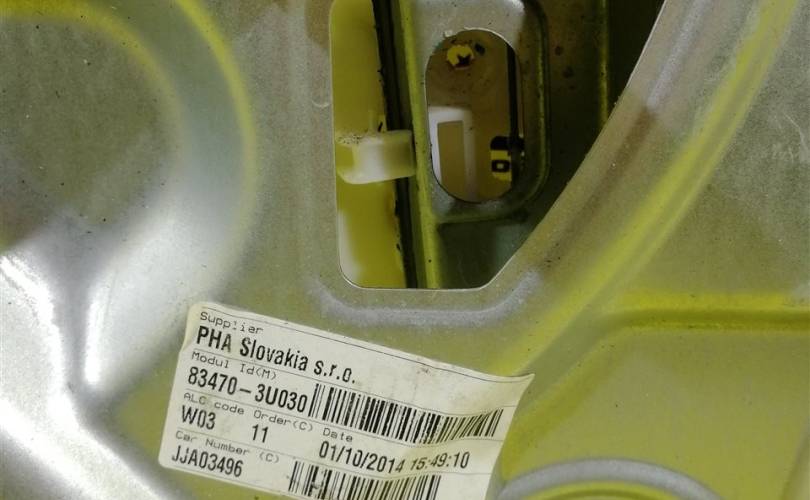 Supplier
PHA Slovakia s.r.o.
Modul Id(M)
83470-3U030
ALC code Order(C) Date
W03 11 01/10/2014 15:49:10
Car Number (C)
JJA03496